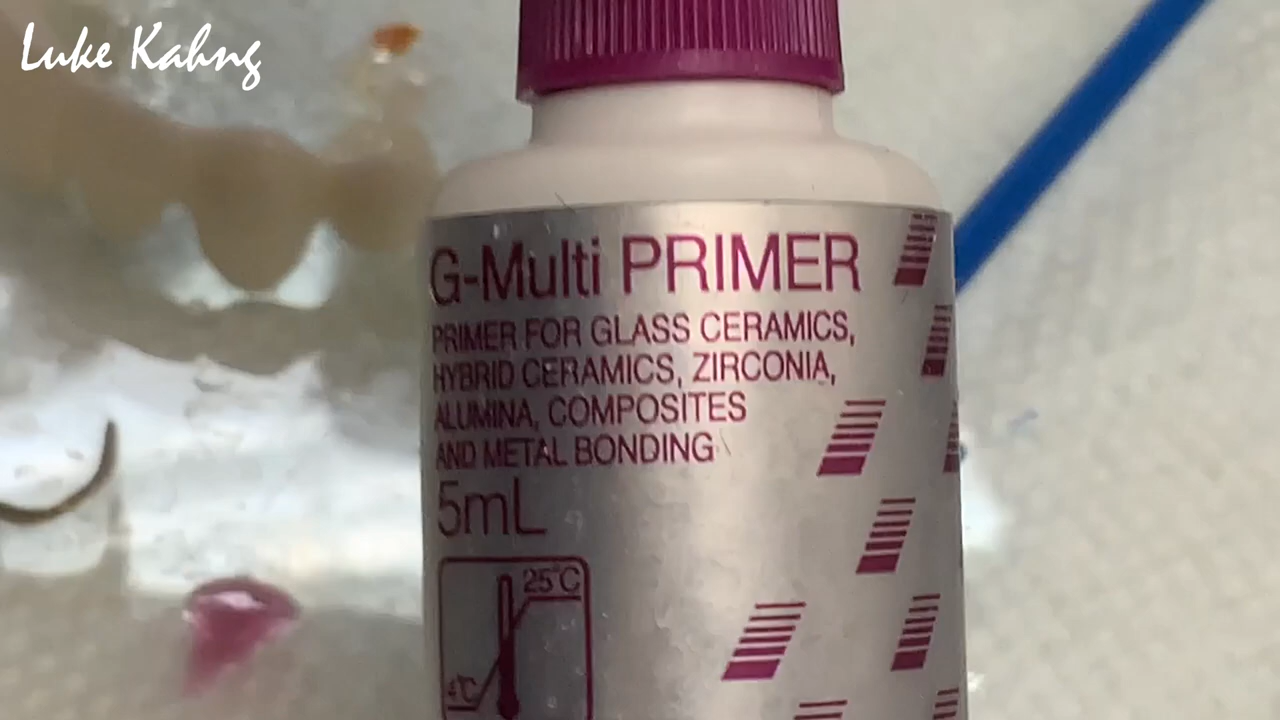 Luke Kahng
G-Multi PRIMER
PRIMER FOR GLASS CERAMICS,
HYBRID CERAMICS, ZIRCONIA,
ALUMINA, COMPOSITES
AND METAL BONDING
5mL
25°C
4°C